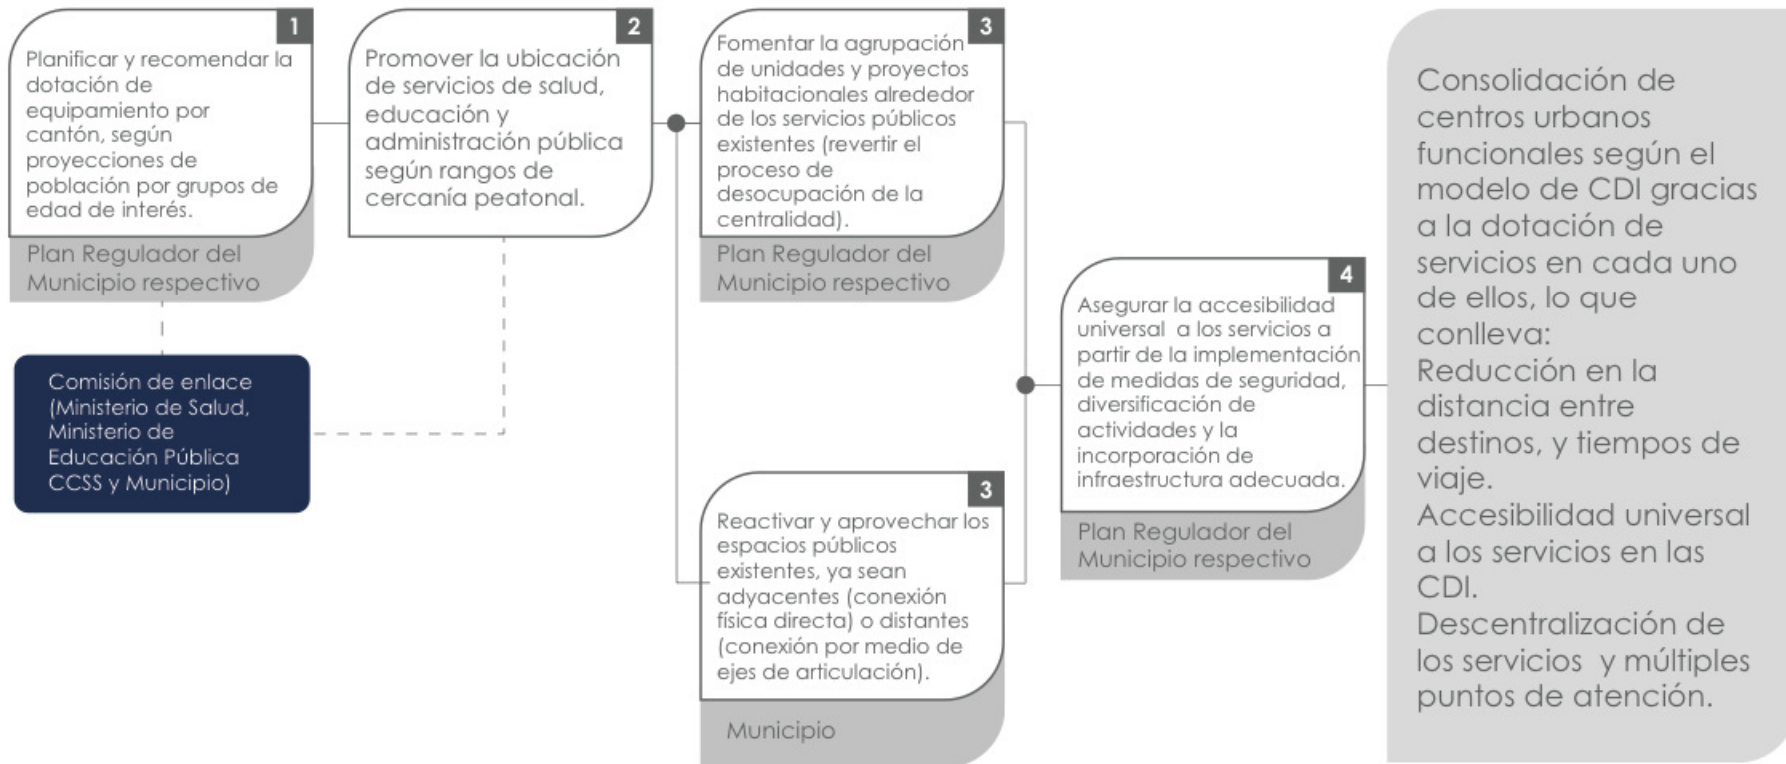 1
Planificar y recomendar la
dotación de
equipamiento por
cantón, según
proyecciones de
población por grupos de
edad de interés.
Plan Regulador del
Municipio respectivo
Comisión de enlace
(Ministerio de Salud,
Ministerio de
Educación Pública
CCSS y Municipio)
2
Promover la ubicación
de servicios de salud,
educación y
administración pública
según rangos de
cercanía peatonal.
3
Fomentar la agrupación
de unidades y proyectos
habitacionales alrededor
de los servicios públicos
existentes (revertir el
proceso de
desocupación de la
centralidad).
Plan Regulador del
Municipio respectivo
3
Reactivar y aprovechar los
espacios públicos
existentes, ya sean
adyacentes (conexión
física directa) o distantes
(conexión por medio de
ejes de articulación).
Municipio
4
Asegurar la accesibilidad
universal a los servicios a
partir de la implementación
de medidas de seguridad,
diversificación de
actividades y la
incorporación de
infraestructura adecuada.
Plan Regulador del
Municipio respectivo
Consolidación de
centros urbanos
funcionales según el
modelo de CDI gracias
a la dotación de
servicios en cada uno
de ellos, lo que
conlleva:
Reducción en la
distancia entre
destinos, y tiempos de
viaje.
Accesibilidad universal
a los servicios en las
CDI.
Descentralización de
los servicios y múltiples
puntos de atención.